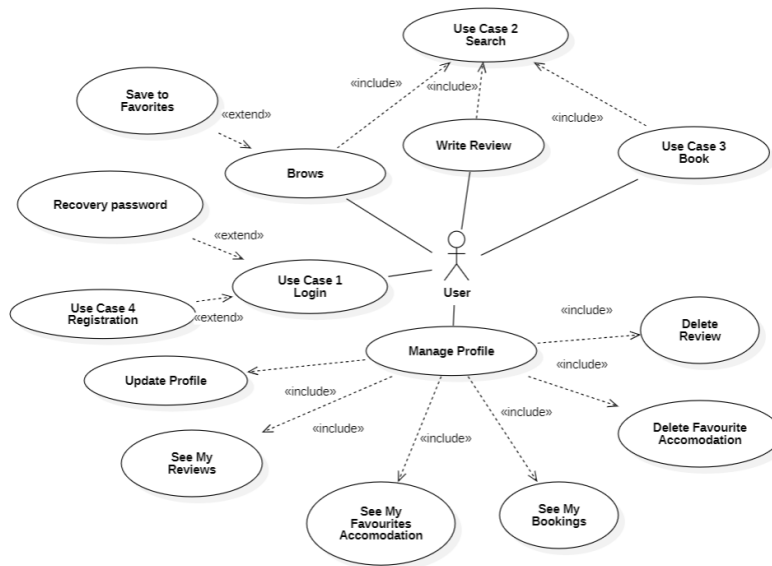 Use Case 2
Search
Save to
Favorites
«include»
«include»
«extend»
«include»
Write Review
Use Case 3
Book
Brows
Recovery password
«extend»
Use Case 1
Login
User
Use Case 4
Registration
«extend»
«include»
Delete
Review
Manage Profile
Update Profile
«include»
«include»
«include»
«include»
«include»
Delete Favourite
Accomodation
See My
Reviews
See My
Favourites
Accomodation
See My
Bookings